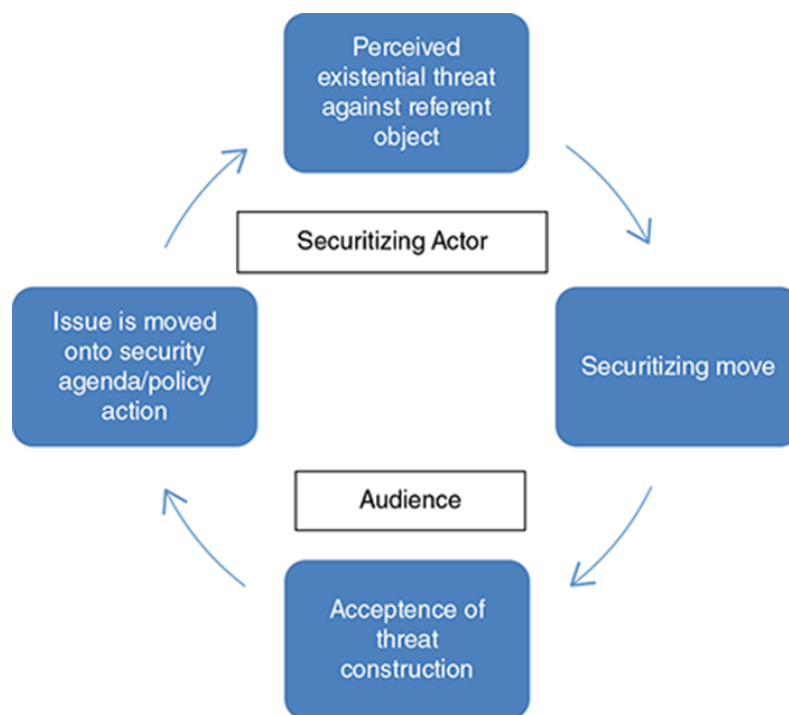 Perceived
existential threat
against referent
object
Securitizing Actor
Issue is moved
onto security
agenda/policy
action
Securitizing move
Audience
Acceptence of
threat
construction